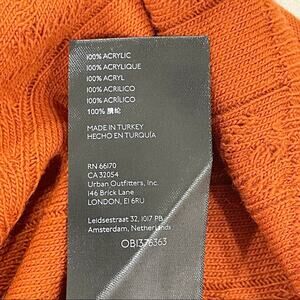 100% ACRYLIC
100% ACRYLIQUE
100% ACRYL
100% ACRILICO
100% ACRÍLICO
100% 腈纶
MADE IN TURKEY
HECHO EN TURQUÍA
RN 66170
CA 32054
Urban Outfitters, Inc.
146 Brick Lane
LONDON, E1 6RU
Leidsestraat 32, 1017 PB
Amsterdam, Netherlands
OB1376363